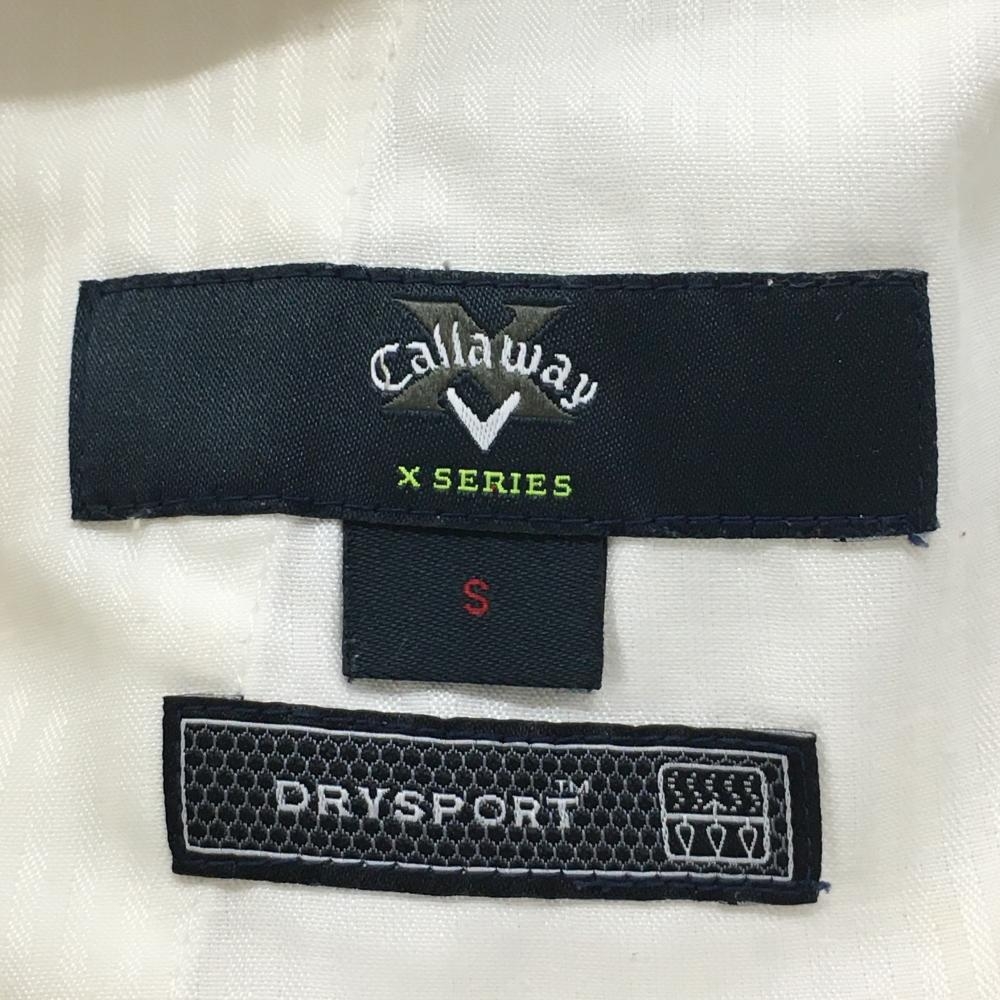 X
Callaway
X SERIES
S
DRYSPORT™